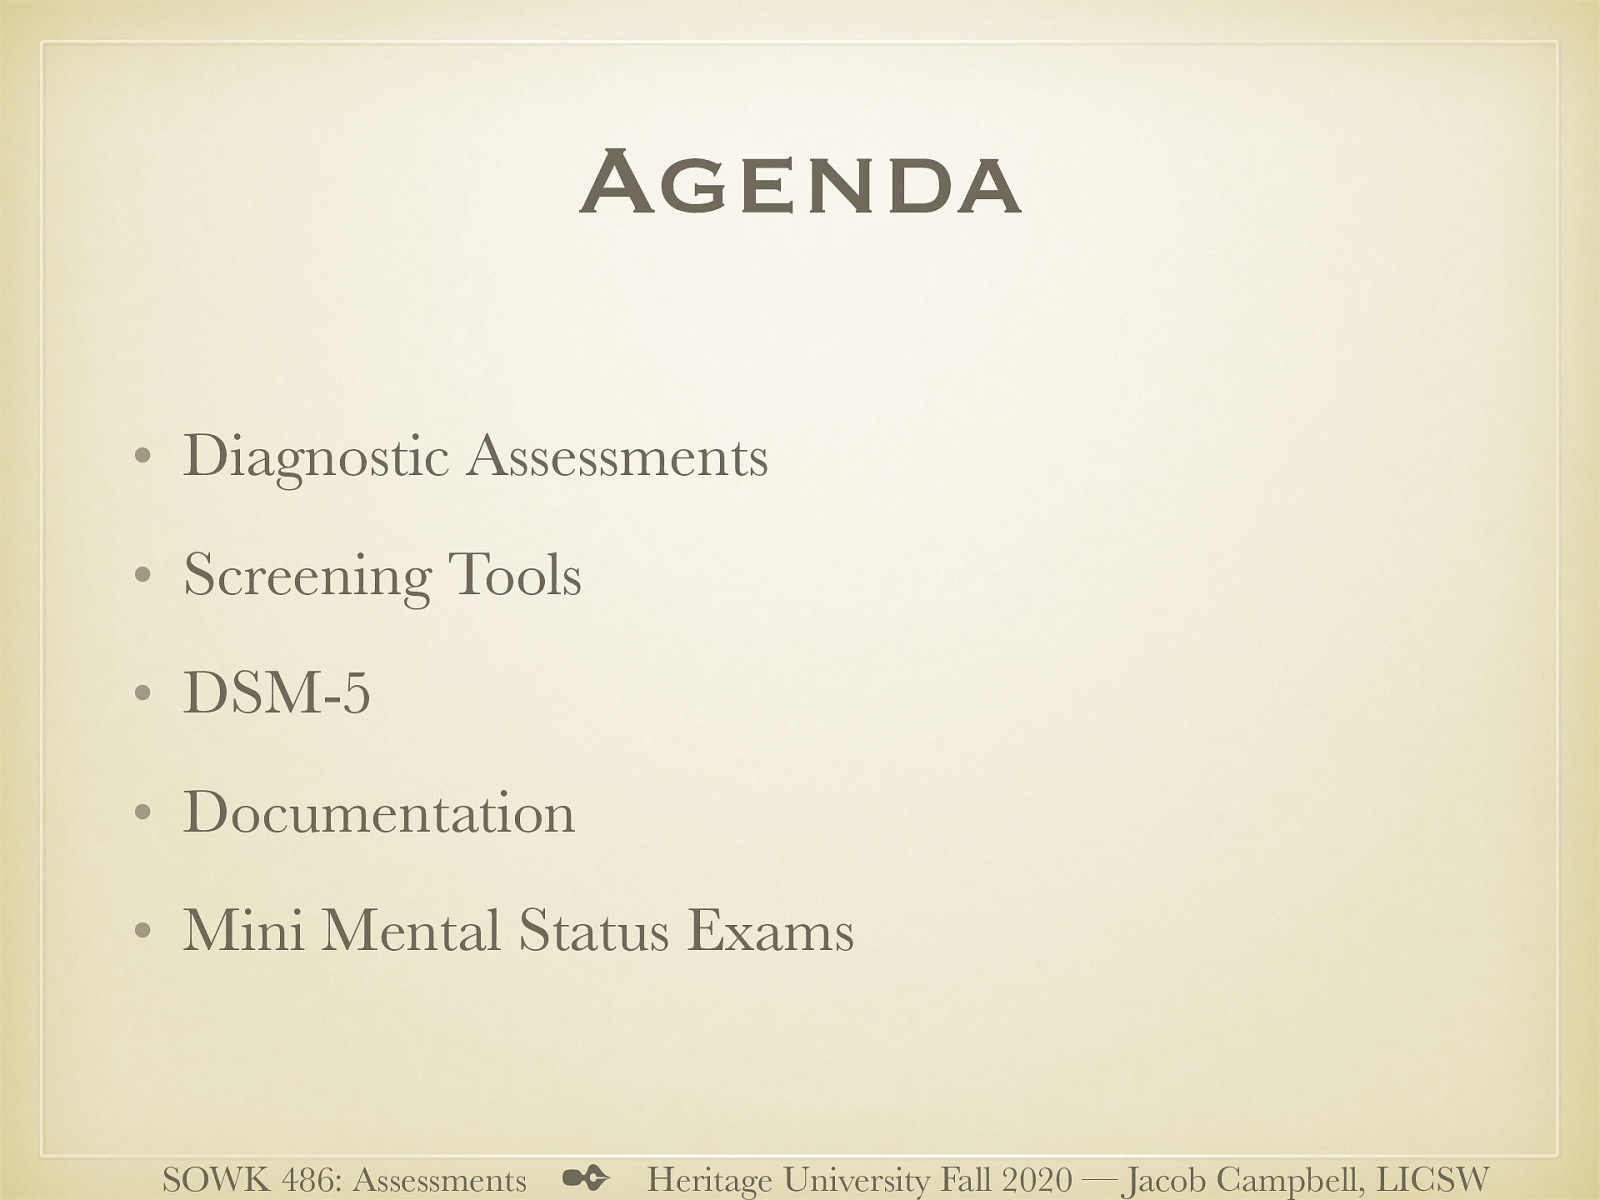 AGENDA
• Diagnostic Assessments
• Screening Tools
• DSM-5
• Documentation
• Mini Mental Status Exams
SOWK 486: Assessments ✒ Heritage University Fall 2020 — Jacob Campbell, LICSW